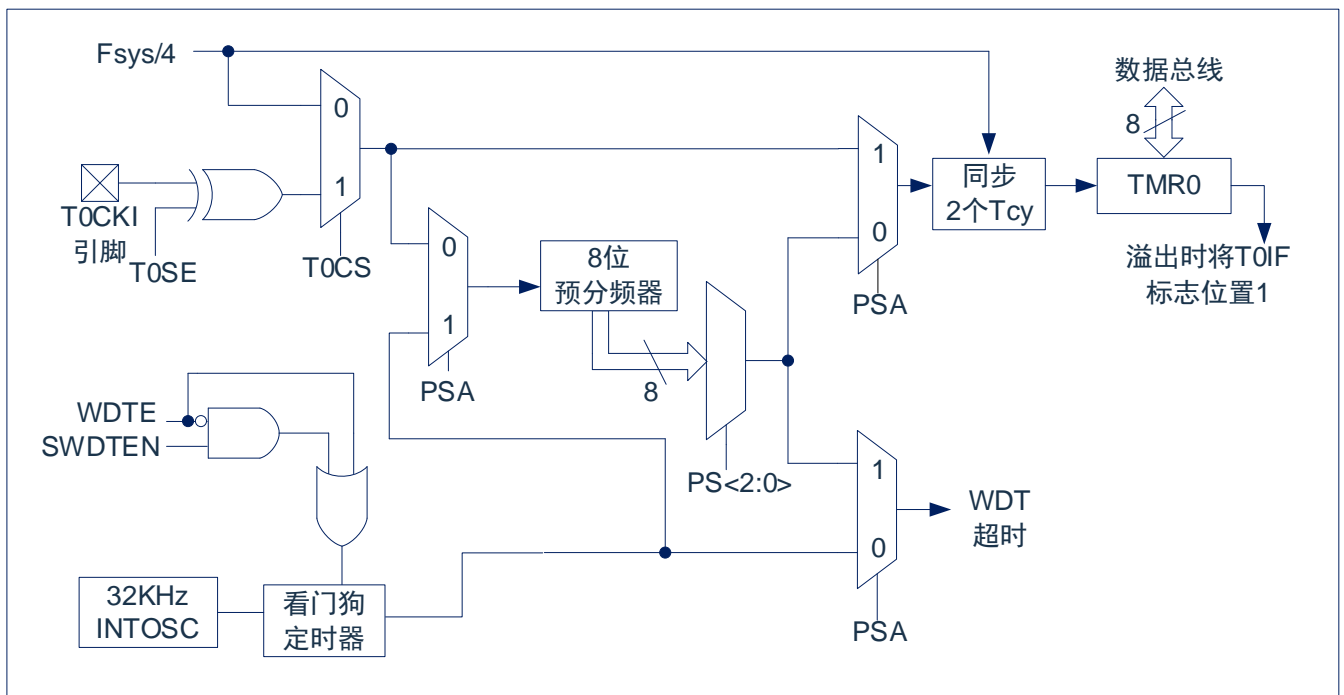 Fsys/4
数据总线
8
0
1
T0CKI
引脚
T0SE
T0CS
1
0
PSA
同步
2个Tcy
TMR0
溢出时将T0IF
标志位置1
0
1
PSA
8位
预分频器
8
PS<2:0>
WDTE
SWDTEN
1
0
PSA
WDT
超时
32KHz
INTOSC
看门狗
定时器